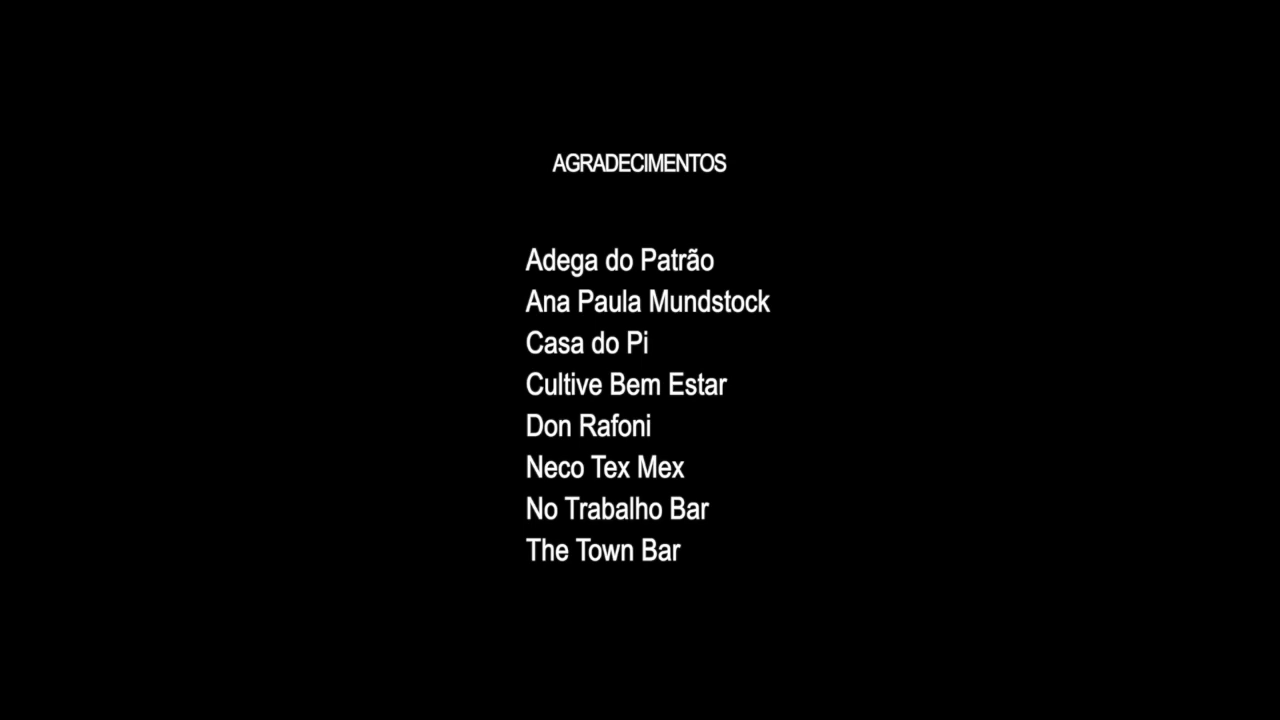 AGRADECIMENTOS
Adega do Patrão
Ana Paula Mundstock
Casa do Pi
Cultive Bem Estar
Don Rafoni
Neco Tex Mex
No Trabalho Bar
The Town Bar